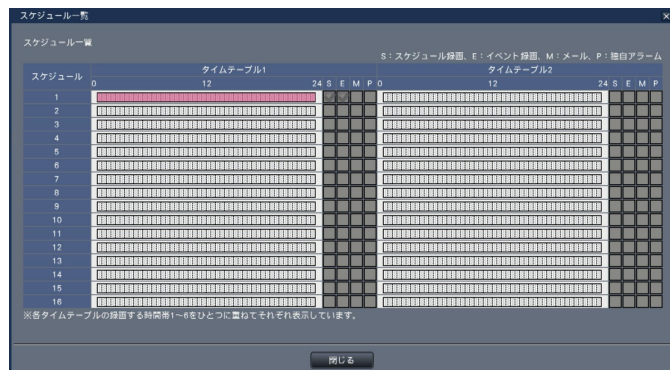 スケジュール一覧
スケジュール一覧
S：スケジュール録画、E：イベント録画、M：メール、P：独自アラーム
スケジュール タイムテーブル1 タイムテーブル2
0 12 24 S E M P 0 12 24 S E M P
1
2
3
4
5
6
7
8
9
10
11
12
13
14
15
16
※各タイムテーブルの録画する時間帯1～6をひとつに重ねてそれぞれ表示しています。
閉じる